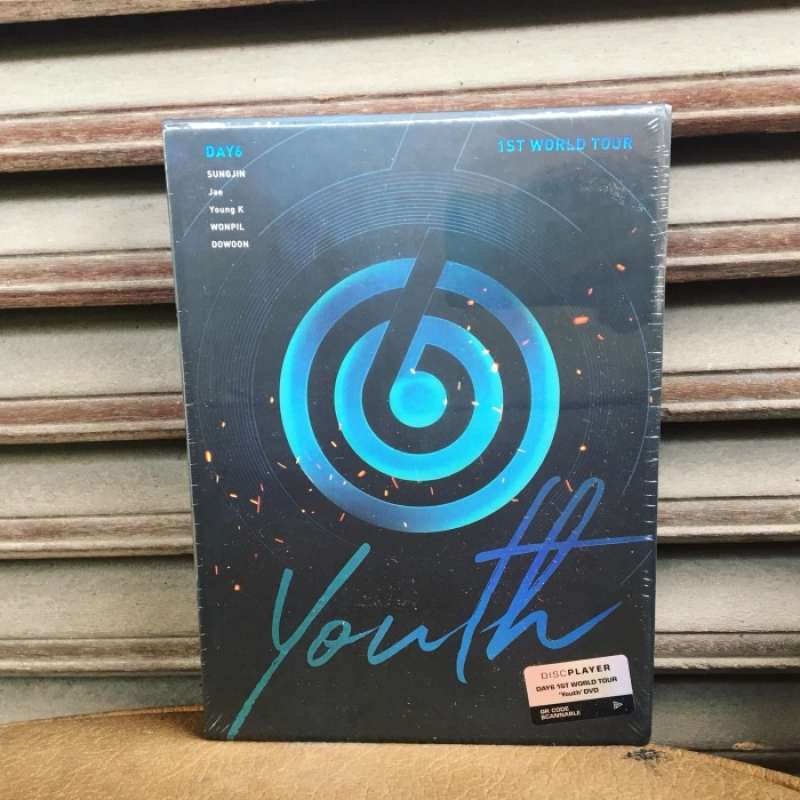 DAY6
SUNGJIN
Jae
Young K
WONPIL
DOWOON
1ST WORLD TOUR
Youth
DISCPLAYER
DAY6 1ST WORLD TOUR
'Youth' DVD
QR CODE
SCANNABLE